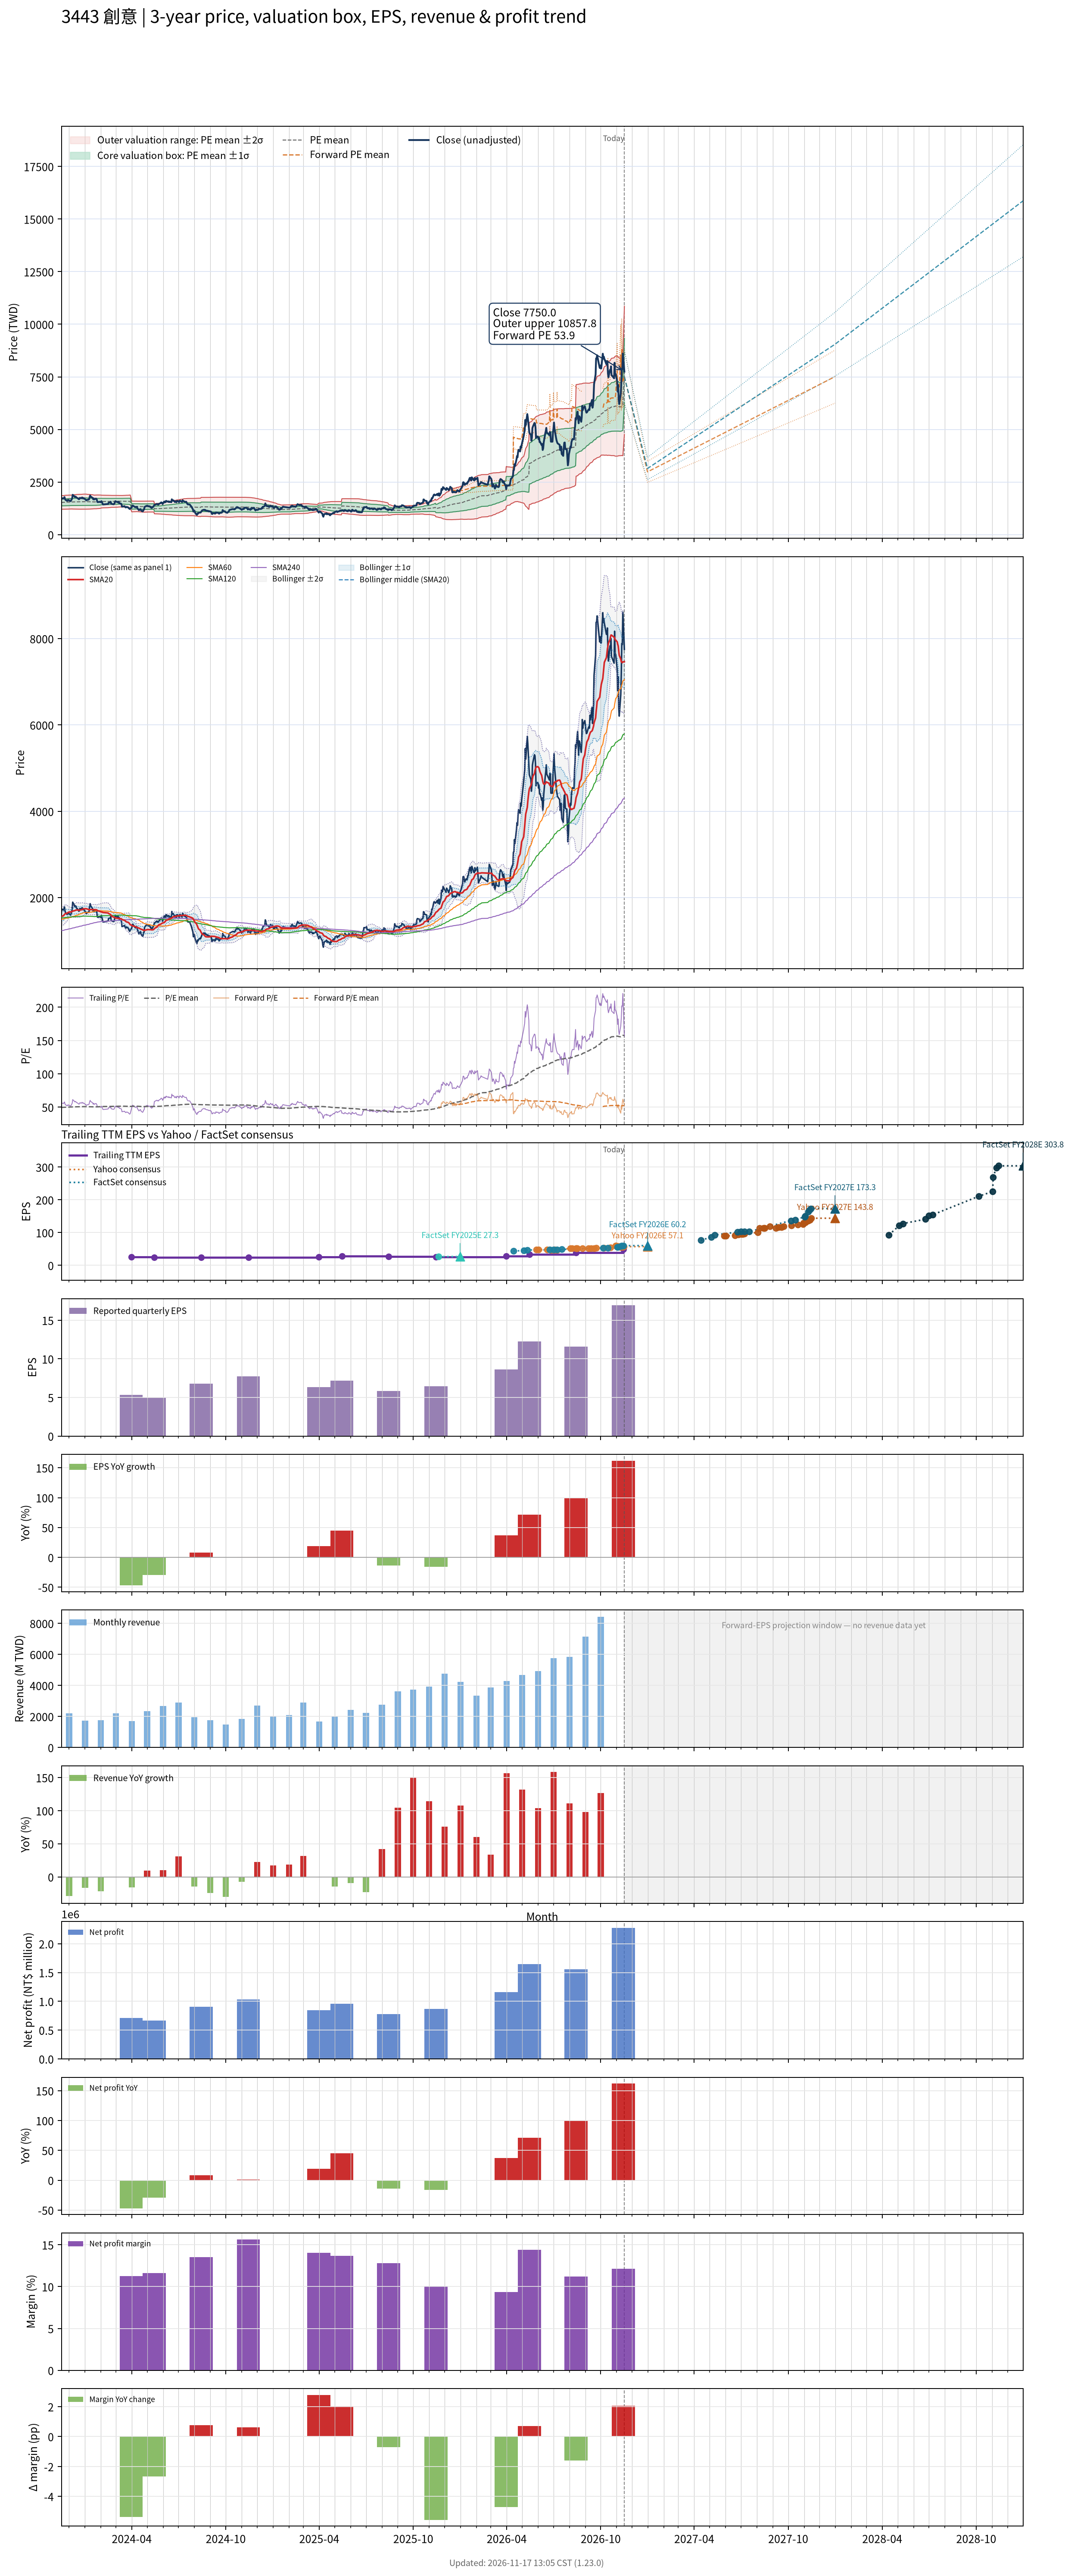 3443 創意 | 3-year price, valuation box, EPS, revenue & profit trend
Outer valuation range: PE mean ±2σ
Core valuation box: PE mean ±1σ
PE mean
Forward PE mean
Close (unadjusted)
Today
Close 7750.0
Outer upper 10857.8
Forward PE 53.9
Price (TWD)
17500
15000
12500
10000
7500
5000
2500
0
Close (same as panel 1)
SMA20
SMA60
SMA120
SMA240
Bollinger ±2σ
Bollinger ±1σ
Bollinger middle (SMA20)
Price
8000
6000
4000
2000
Trailing P/E
P/E mean
Forward P/E
Forward P/E mean
P/E
200
150
100
50
Trailing TTM EPS vs Yahoo / FactSet consensus
Trailing TTM EPS
Yahoo consensus
FactSet consensus
Today
FactSet FY2025E 27.3
FactSet FY2026E 60.2
Yahoo FY2026E 57.1
FactSet FY2027E 173.3
Yahoo FY2027E 143.8
FactSet FY2028E 303.8
EPS
300
200
100
0
Reported quarterly EPS
EPS
15
10
5
0
EPS YoY growth
YoY (%)
150
100
50
0
-50
Monthly revenue
Forward-EPS projection window — no revenue data yet
Revenue (M TWD)
8000
6000
4000
2000
0
Revenue YoY growth
YoY (%)
150
100
50
0
Month
1e6
Net profit
Net profit (NT$ million)
2.0
1.5
1.0
0.5
0.0
Net profit YoY
YoY (%)
150
100
50
0
-50
Net profit margin
Margin (%)
15
10
5
0
Margin YoY change
Δ margin (pp)
2
0
-2
-4
2024-04
2024-10
2025-04
2025-10
2026-04
2026-10
2027-04
2027-10
2028-04
2028-10
Updated: 2026-11-17 13:05 CST (1.23.0)